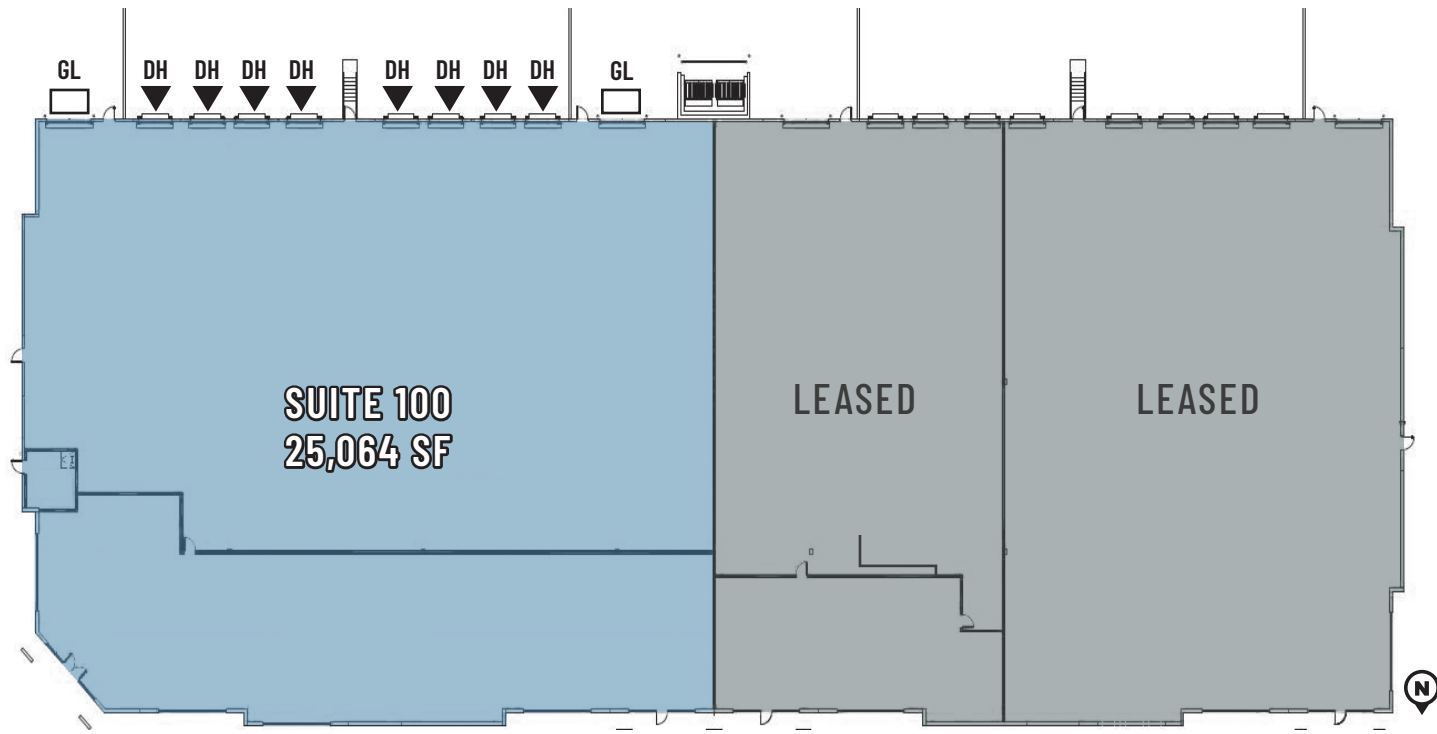 GL DH DH DH DH DH DH DH DH GL
SUITE 100
25,064 SF
LEASED
LEASED
N